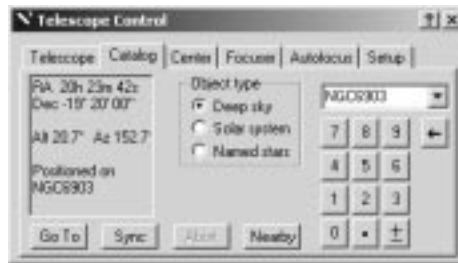 Telescope Control
Telescope Catalog Center Focuser Autofocus Setup
RA 20h 23m 42s
Dec -19° 20' 00"
Alt 20.7° Az 152.7°
Positioned on
NGC6903
Object type
Deep sky
Solar system
Named stars
NGC6903
7 8 9
4 5 6
1 2 3
0 . ±
Go To Sync Abort Nearby